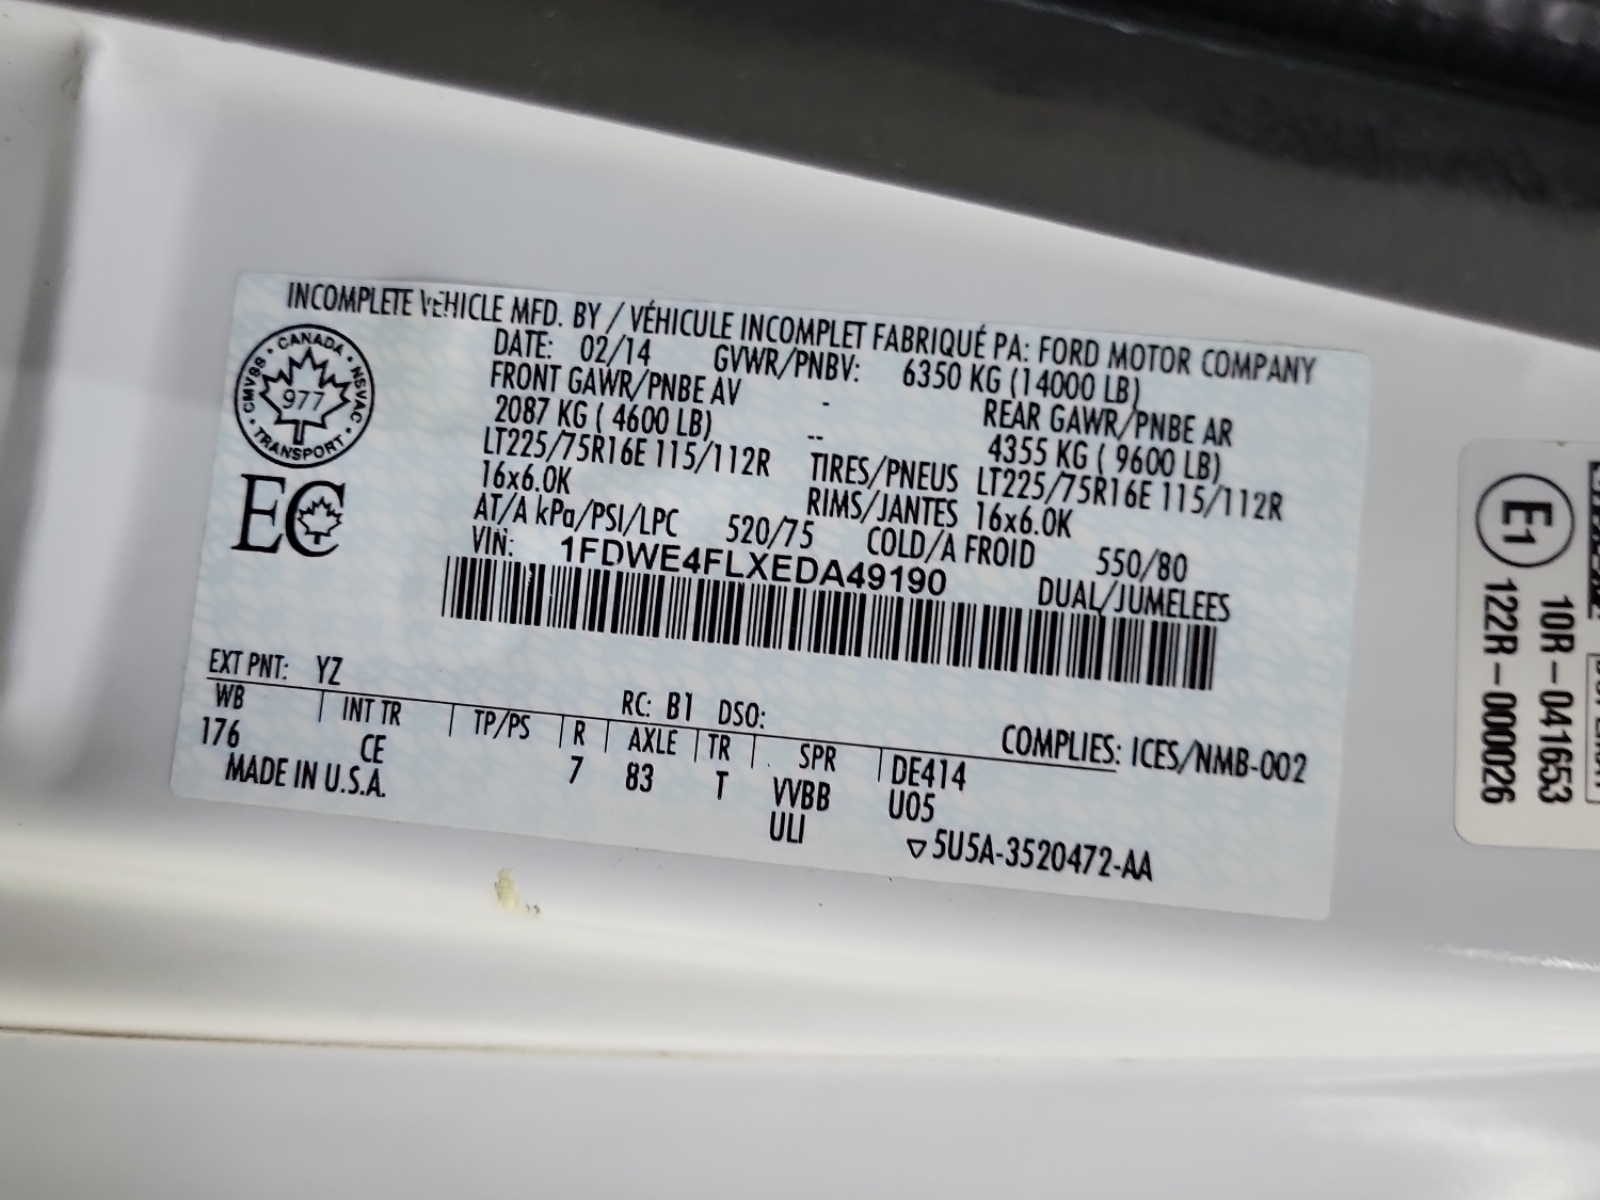 INCOMPLETE VEHICLE MFD. BY / VÉHICULE INCOMPLET FABRIQUÉ PA: FORD MOTOR COMPANY
DATE: 02/14 GVWR/PNBV: 6350 KG (14000 LB)
FRONT GAWR/PNBE AV - REAR GAWR/PNBE AR
2087 KG ( 4600 LB) -- 4355 KG ( 9600 LB)
LT225/75R16E 115/112R TIRES/PNEUS LT225/75R16E 115/112R
16x6.0K RIMS/JANTES 16x6.0K
AT/A kPa/PSI/LPC 520/75 COLD/A FROID 550/80
VIN: 1FDWE4FLXEDA49190 DUAL/JUMELEES
CANADA
CMVSS NSVAC
977
TRANSPORT
EC
EXT PNT: YZ RC: B1 DSO: COMPLIES: ICES/NMB-002
WB INT TR TP/PS R AXLE TR SPR DE414
176 CE 7 83 T VVBB U05
MADE IN U.S.A. ULI ▽5U5A-3520472-AA
E1
10R-041653
122R-000026